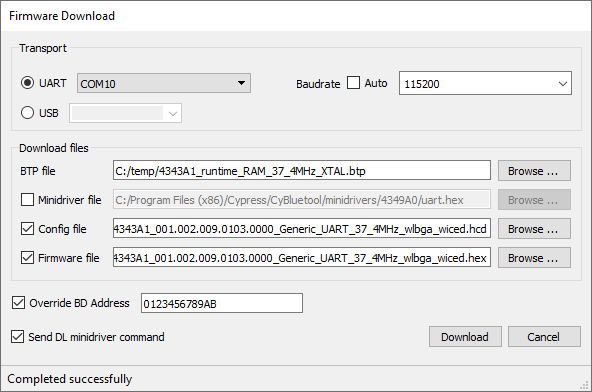 Firmware Download
Transport
UART COM10 Baudrate Auto 115200
USB
Download files
BTP file C:/temp/4343A1_runtime_RAM_37_4MHz_XTAL.btp Browse ...
Minidriver file C:/Program Files (x86)/Cypress/CyBluetool/minidrivers/4349A0/uart.hex Browse ...
Config file 4343A1_001.002.009.0103.0000_Generic_UART_37_4MHz_wlbga_wiced.hcd Browse ...
Firmware file 4343A1_001.002.009.0103.0000_Generic_UART_37_4MHz_wlbga_wiced.hex Browse ...
Override BD Address 0123456789AB
Send DL minidriver command Download Cancel
Completed successfully